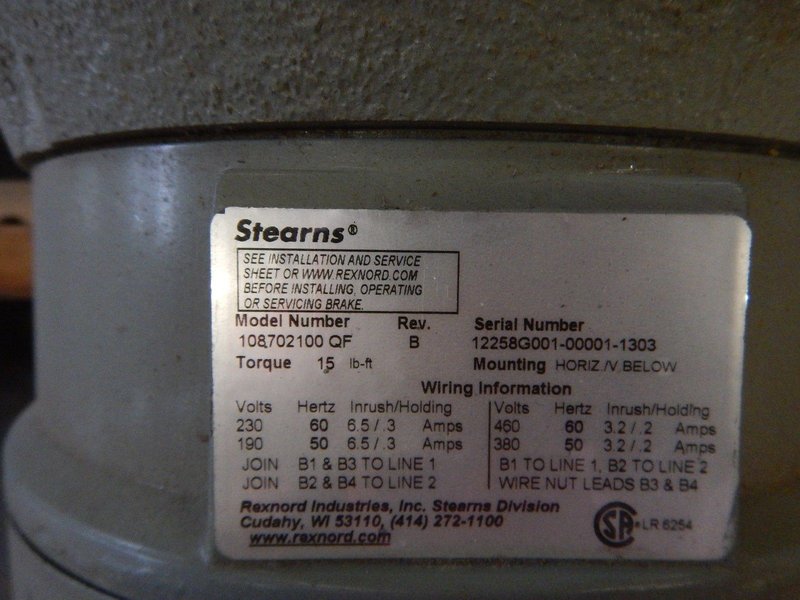 Stearns®
SEE INSTALLATION AND SERVICE
SHEET OR WWW.REXNORD.COM
BEFORE INSTALLING, OPERATING
OR SERVICING BRAKE.
Model Number Rev. Serial Number
108702100 QF B 12258G001-00001-1303
Torque 15 lb-ft Mounting HORIZ./V.BELOW
Wiring Information
Volts Hertz Inrush/Holding Volts Hertz Inrush/Holding
230 60 6.5 / .3 Amps 460 60 3.2 / .2 Amps
190 50 6.5 / .3 Amps 380 50 3.2 / .2 Amps
JOIN B1 & B3 TO LINE 1 B1 TO LINE 1, B2 TO LINE 2
JOIN B2 & B4 TO LINE 2 WIRE NUT LEADS B3 & B4
Rexnord Industries, Inc. Stearns Division
Cudahy, WI 53110, (414) 272-1100
www.rexnord.com
SA® LR 6254